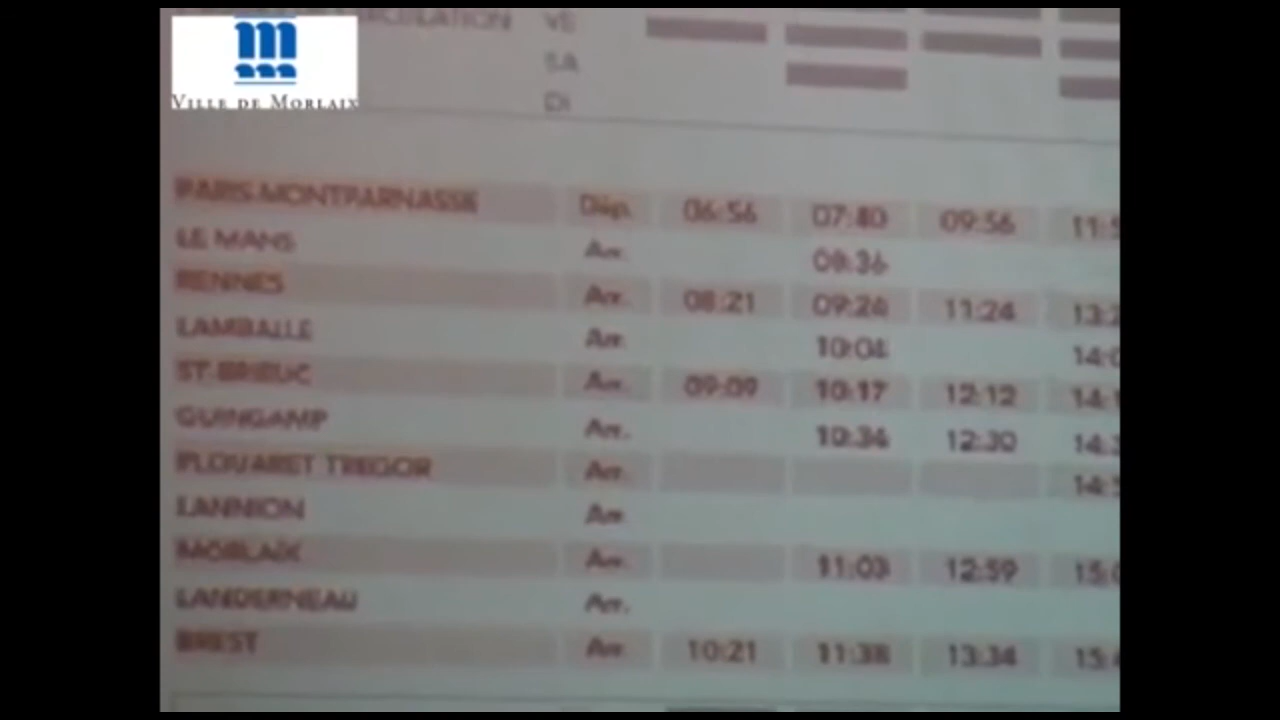 CIRCULATION VE
SA
DI
VILLE DE MORLAIX
PARIS-MONTPARNASSE Dép. 06:56 07:40 09:56
LE MANS Arr. 08:36
RENNES Arr. 08:21 09:26 11:24
LAMBALLE Arr. 10:04
ST-BRIEUC Arr. 09:09 10:17 12:12
GUINGAMP Arr. 10:36 12:30
PLOUARET TREGOR Arr.
LANNION Arr.
MORLAIX Arr. 11:03 12:59
LANDERNEAU Arr.
BREST Arr. 10:21 11:38 13:34